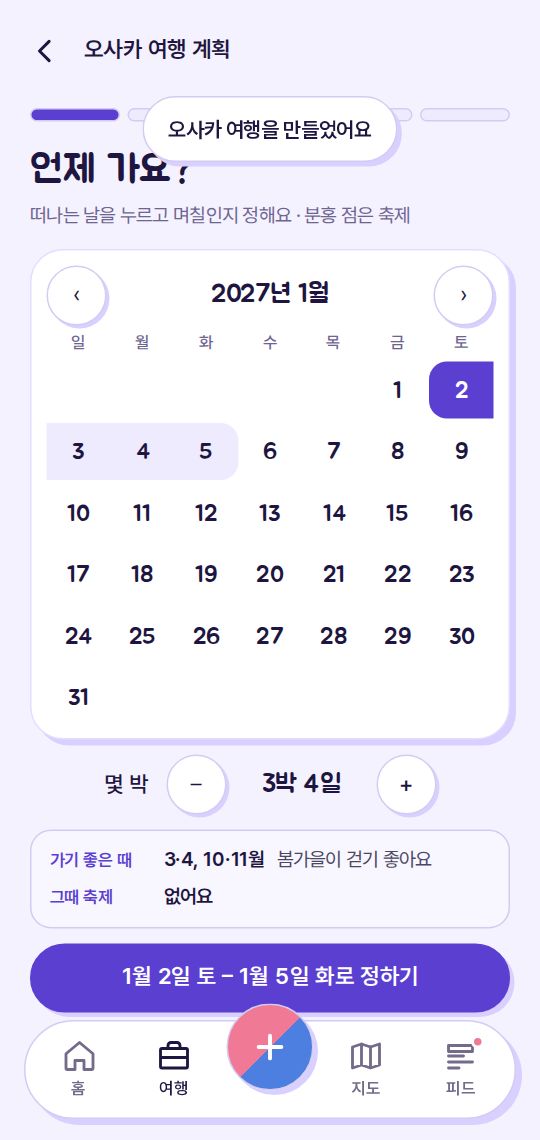 오사카 여행 계획
오사카 여행을 만들었어요
언제 가요?
떠나는 날을 누르고 며칠인지 정해요 · 분홍 점은 축제
‹ 2027년 1월 ›
일 월 화 수 목 금 토
1 2
3 4 5 6 7 8 9
10 11 12 13 14 15 16
17 18 19 20 21 22 23
24 25 26 27 28 29 30
31
몇 박 − 3박 4일 +
가기 좋은 때 3·4, 10·11월 봄가을이 걷기 좋아요
그때 축제 없어요
1월 2일 토 – 1월 5일 화로 정하기
홈 여행 지도 피드